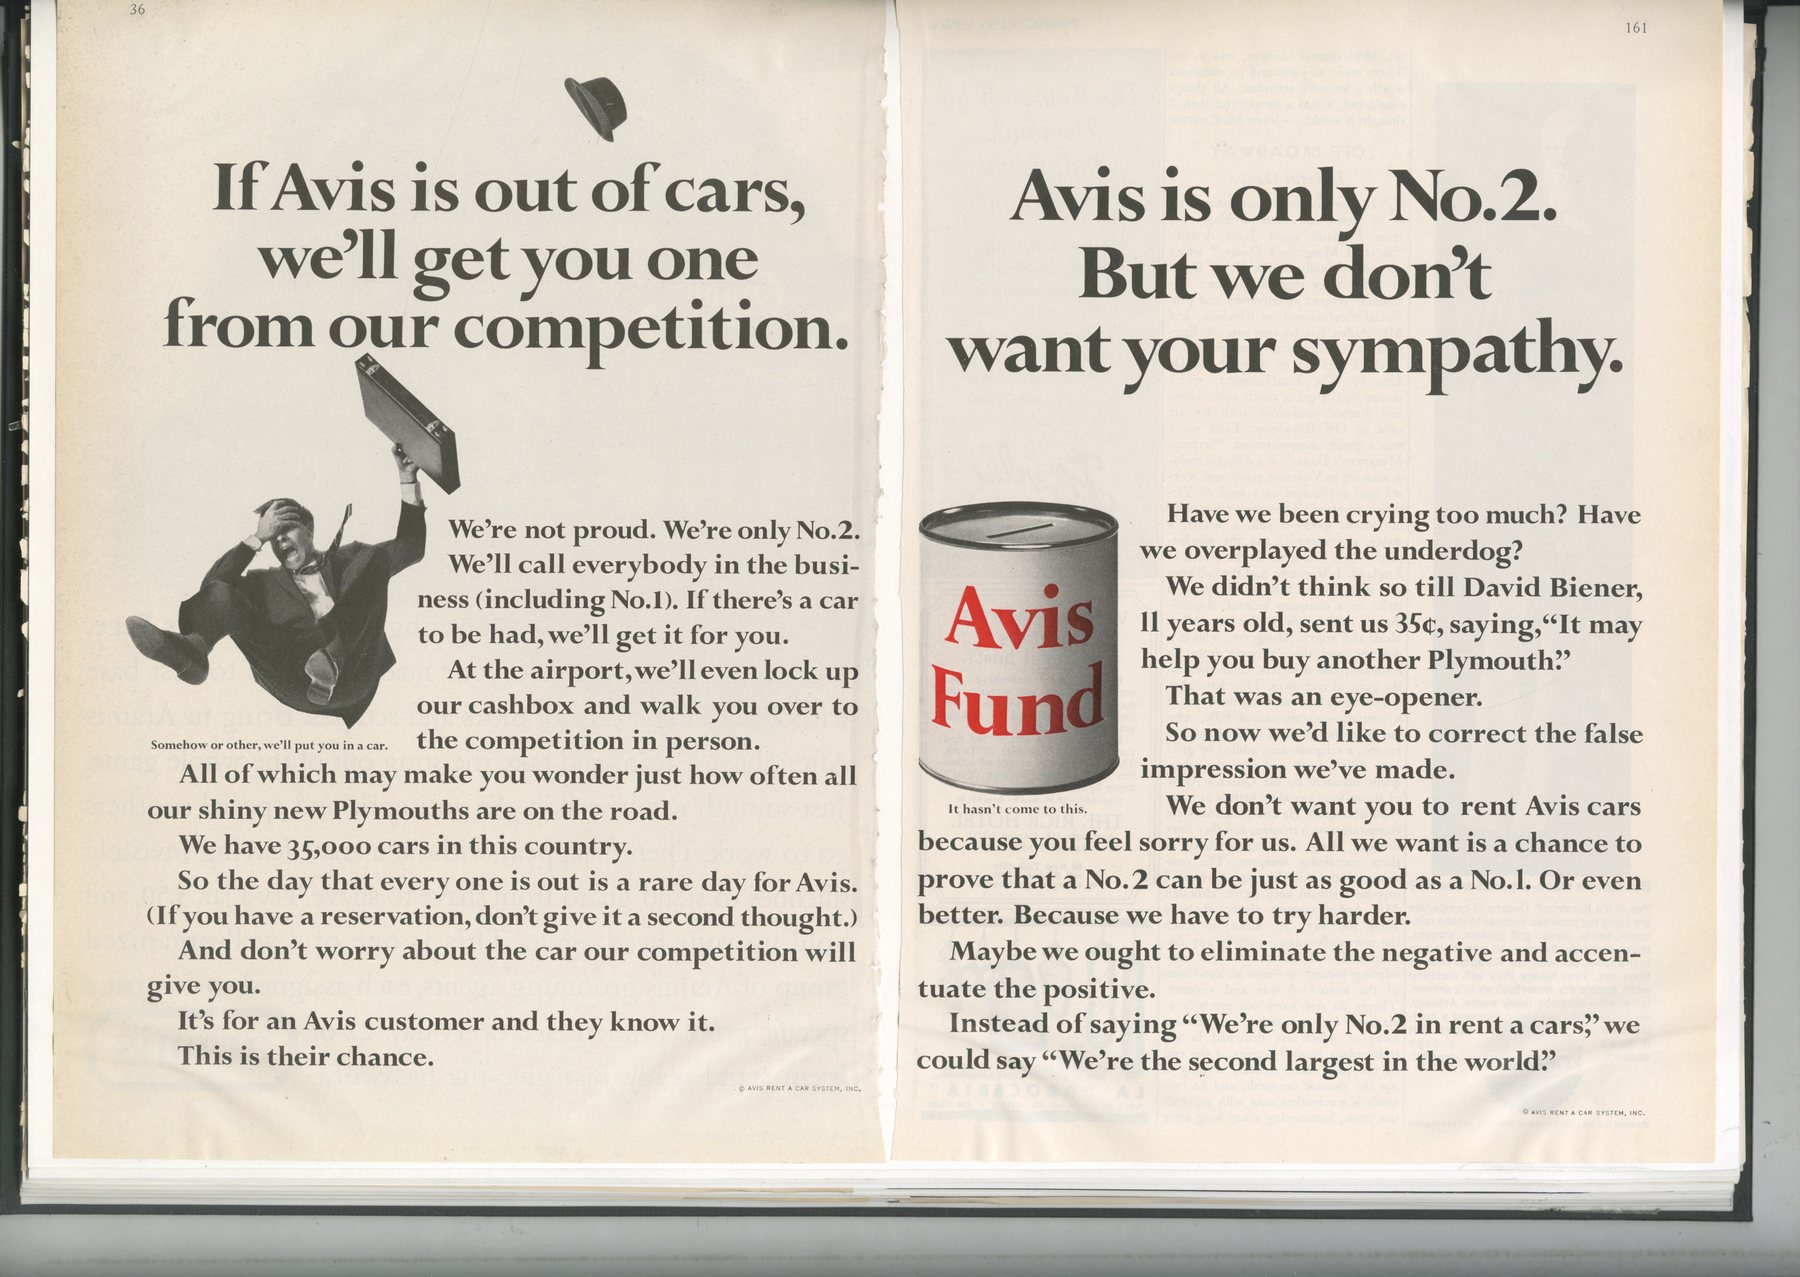 36
If Avis is out of cars,
we'll get you one
from our competition.
We're not proud. We're only No.2.
We'll call everybody in the busi-
ness (including No.1). If there's a car
to be had, we'll get it for you.
At the airport, we'll even lock up
our cashbox and walk you over to
the competition in person.
Somehow or other, we'll put you in a car.
All of which may make you wonder just how often all
our shiny new Plymouths are on the road.
We have 35,000 cars in this country.
So the day that every one is out is a rare day for Avis.
(If you have a reservation, don't give it a second thought.)
And don't worry about the car our competition will
give you.
It's for an Avis customer and they know it.
This is their chance.
© AVIS RENT A CAR SYSTEM, INC.
161
Avis is only No.2.
But we don't
want your sympathy.
Avis
Fund
It hasn't come to this.
Have we been crying too much? Have
we overplayed the underdog?
We didn't think so till David Biener,
11 years old, sent us 35¢, saying, “It may
help you buy another Plymouth.”
That was an eye-opener.
So now we'd like to correct the false
impression we've made.
We don't want you to rent Avis cars
because you feel sorry for us. All we want is a chance to
prove that a No.2 can be just as good as a No.1. Or even
better. Because we have to try harder.
Maybe we ought to eliminate the negative and accen-
tuate the positive.
Instead of saying “We're only No.2 in rent a cars,” we
could say “We're the second largest in the world.”
© AVIS RENT A CAR SYSTEM, INC.